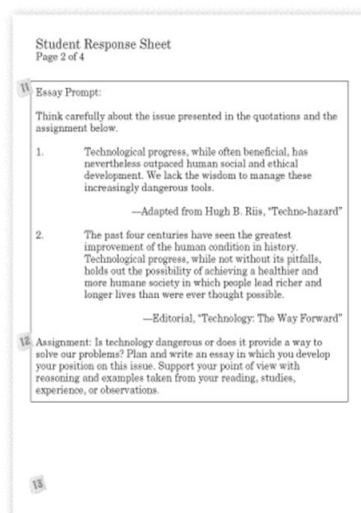 Student Response Sheet
Page 2 of 4
11
Essay Prompt:
Think carefully about the issue presented in the quotations and the
assignment below.
1. Technological progress, while often beneficial, has
nevertheless outpaced human social and ethical
development. We lack the wisdom to manage these
increasingly dangerous tools.
—Adapted from Hugh B. Riis, "Techno-hazard"
2. The past four centuries have seen the greatest
improvement of the human condition in history.
Technological progress, while not without its pitfalls,
holds out the possibility of achieving a healthier and
more humane society in which people lead richer and
longer lives than were ever thought possible.
—Editorial, "Technology: The Way Forward"
12 Assignment: Is technology dangerous or does it provide a way to
solve our problems? Plan and write an essay in which you develop
your position on this issue. Support your point of view with
reasoning and examples taken from your reading, studies,
experience, or observations.
13